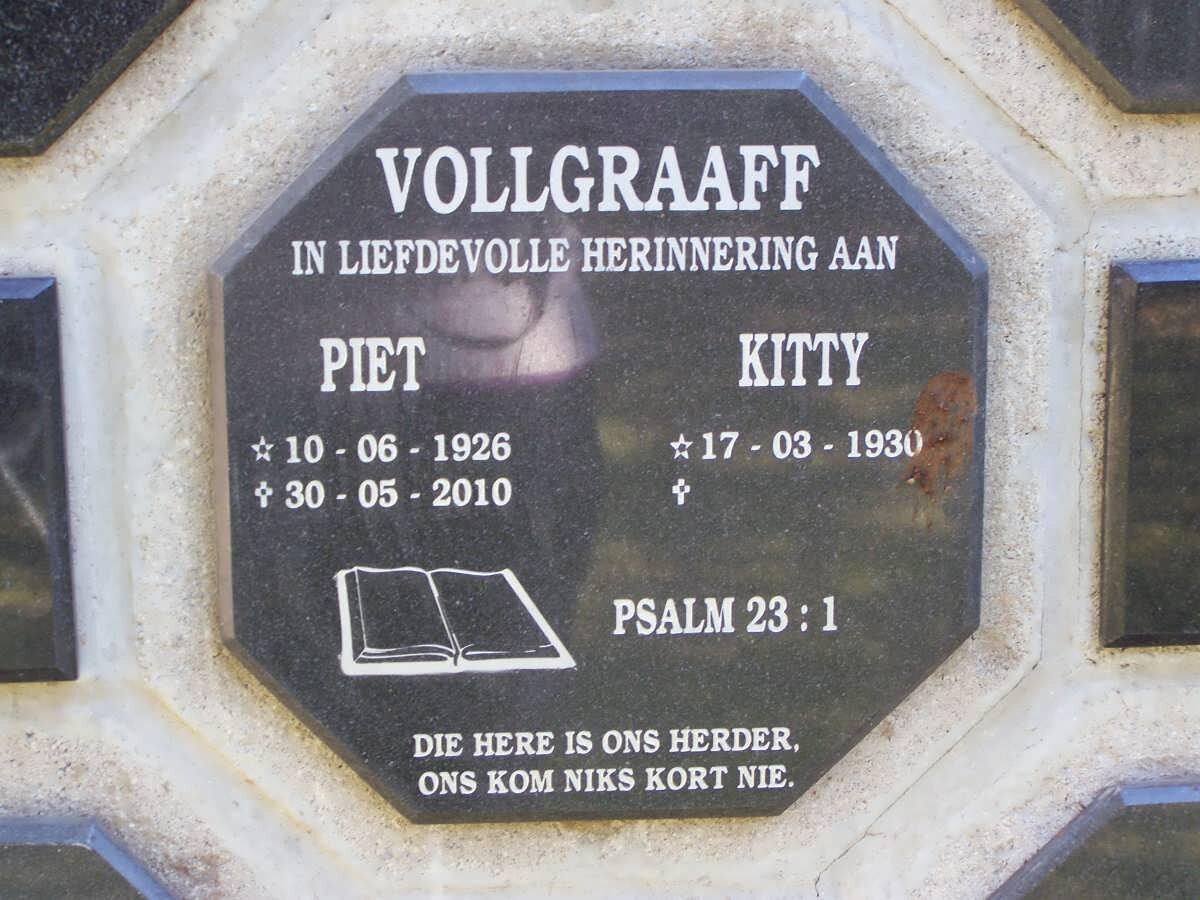 VOLLGRAAFF
IN LIEFDEVOLLE HERINNERING AAN
PIET
☆ 10 - 06 - 1926
✞ 30 - 05 - 2010
KITTY
☆ 17 - 03 - 1930
✞
PSALM 23 : 1
DIE HERE IS ONS HERDER,
ONS KOM NIKS KORT NIE.